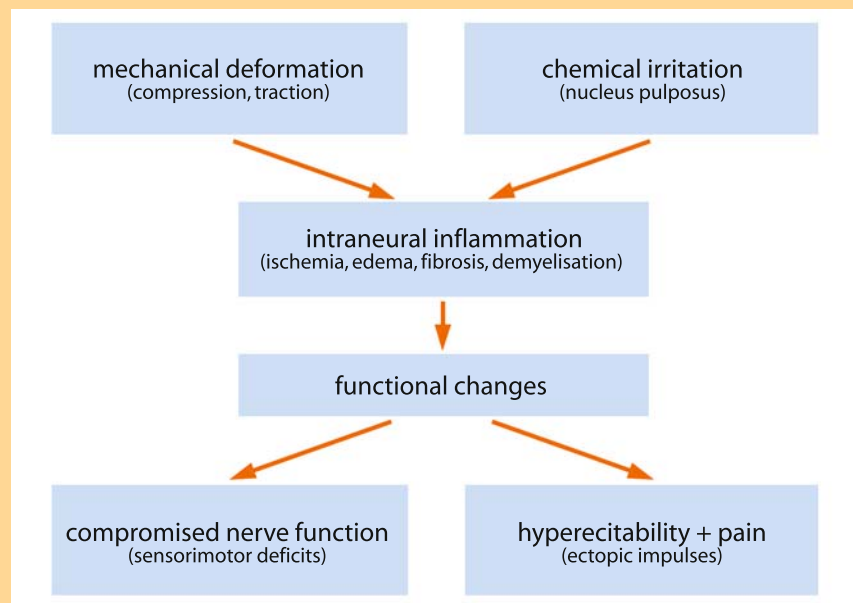 mechanical deformation
(compression, traction)
chemical irritation
(nucleus pulposus)
intraneural inflammation
(ischemia, edema, fibrosis, demyelisation)
functional changes
compromised nerve function
(sensorimotor deficits)
hyperecitability + pain
(ectopic impulses)